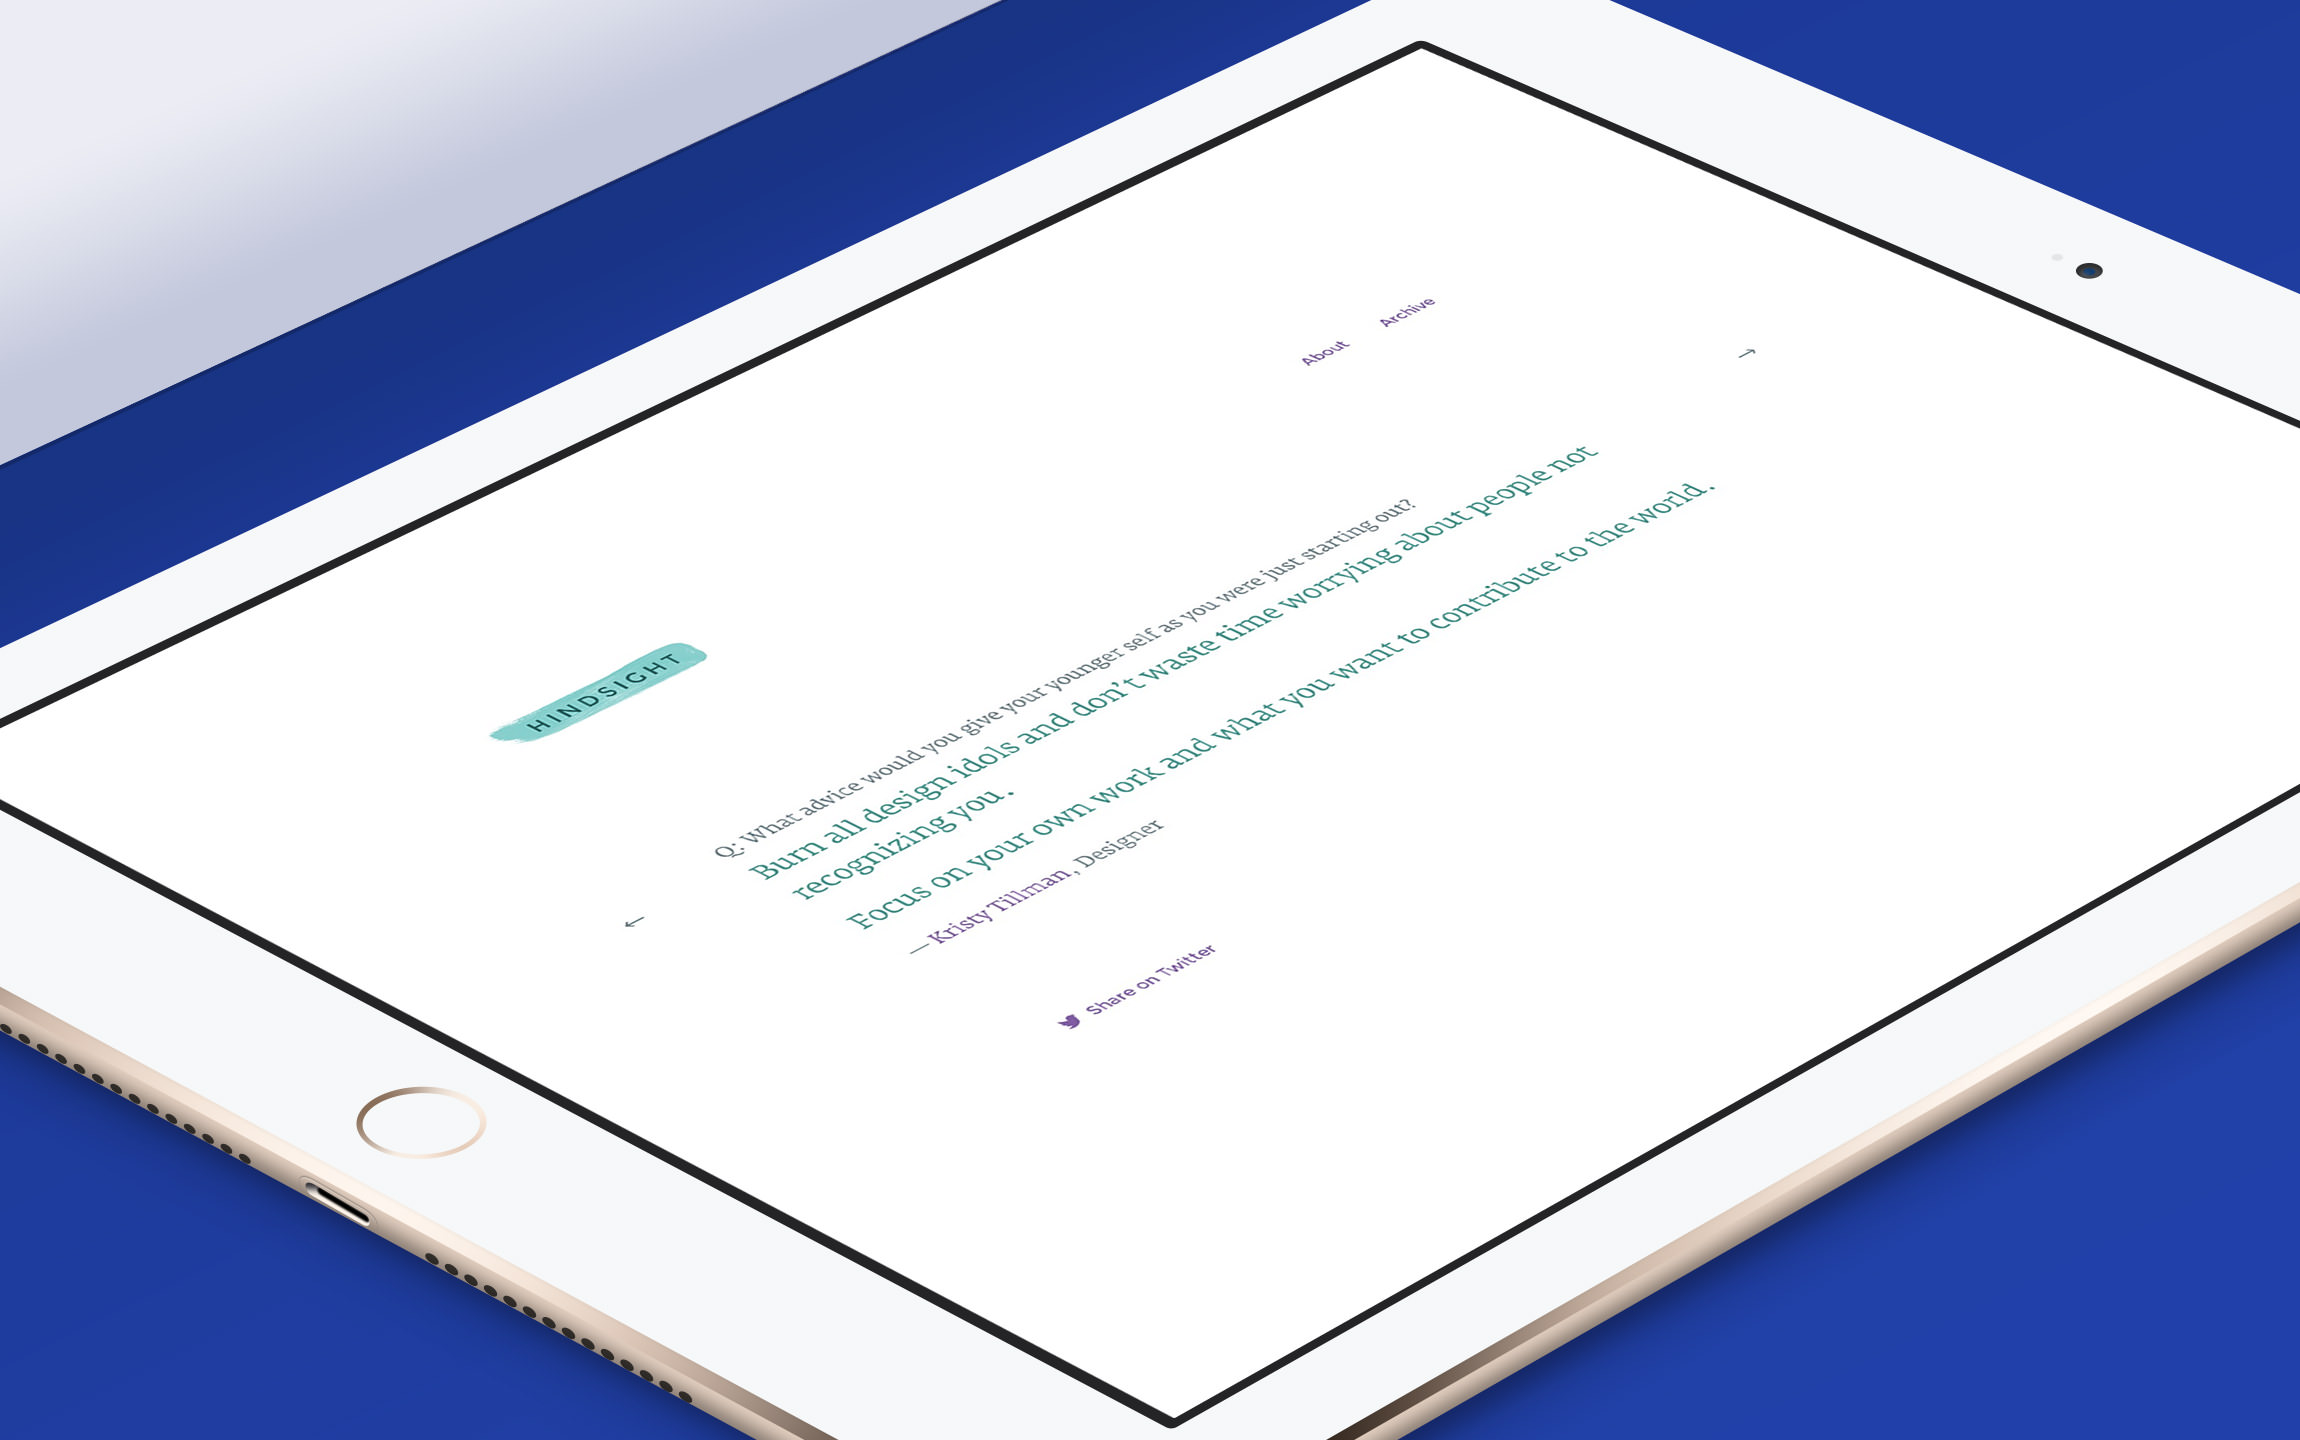 HINDSIGHT
About
Archive
←
→
Q: What advice would you give your younger self as you were just starting out?
Burn all design idols and don’t waste time worrying about people not
recognizing you.
Focus on your own work and what you want to contribute to the world.
— Kristy Tillman, Designer
Share on Twitter